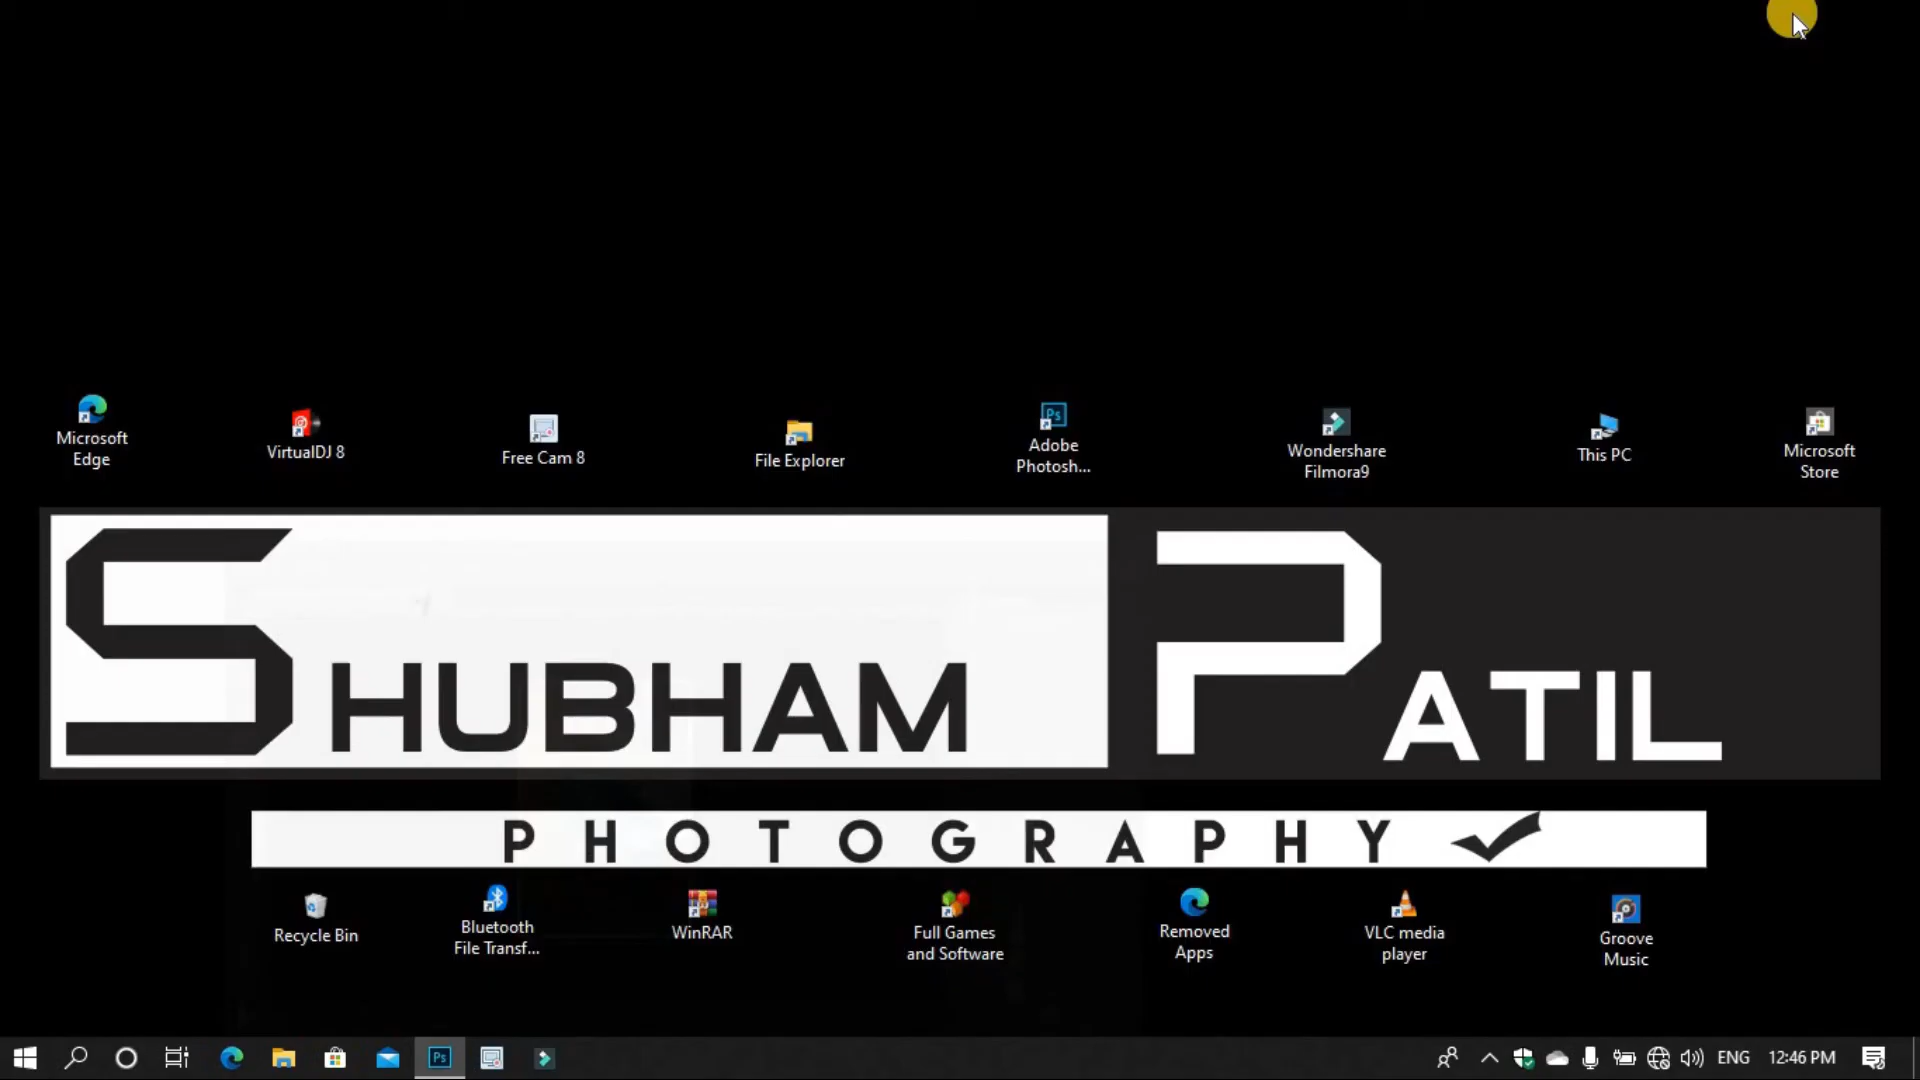 Microsoft
Edge
VirtualDJ 8
Free Cam 8
File Explorer
Adobe
Photosh...
Wondershare
Filmora9
This PC
Microsoft
Store
SHUBHAM PATIL
PHOTOGRAPHY
Recycle Bin
Bluetooth
File Transf...
WinRAR
Full Games
and Software
Removed
Apps
VLC media
player
Groove
Music
ENG 12:46 PM